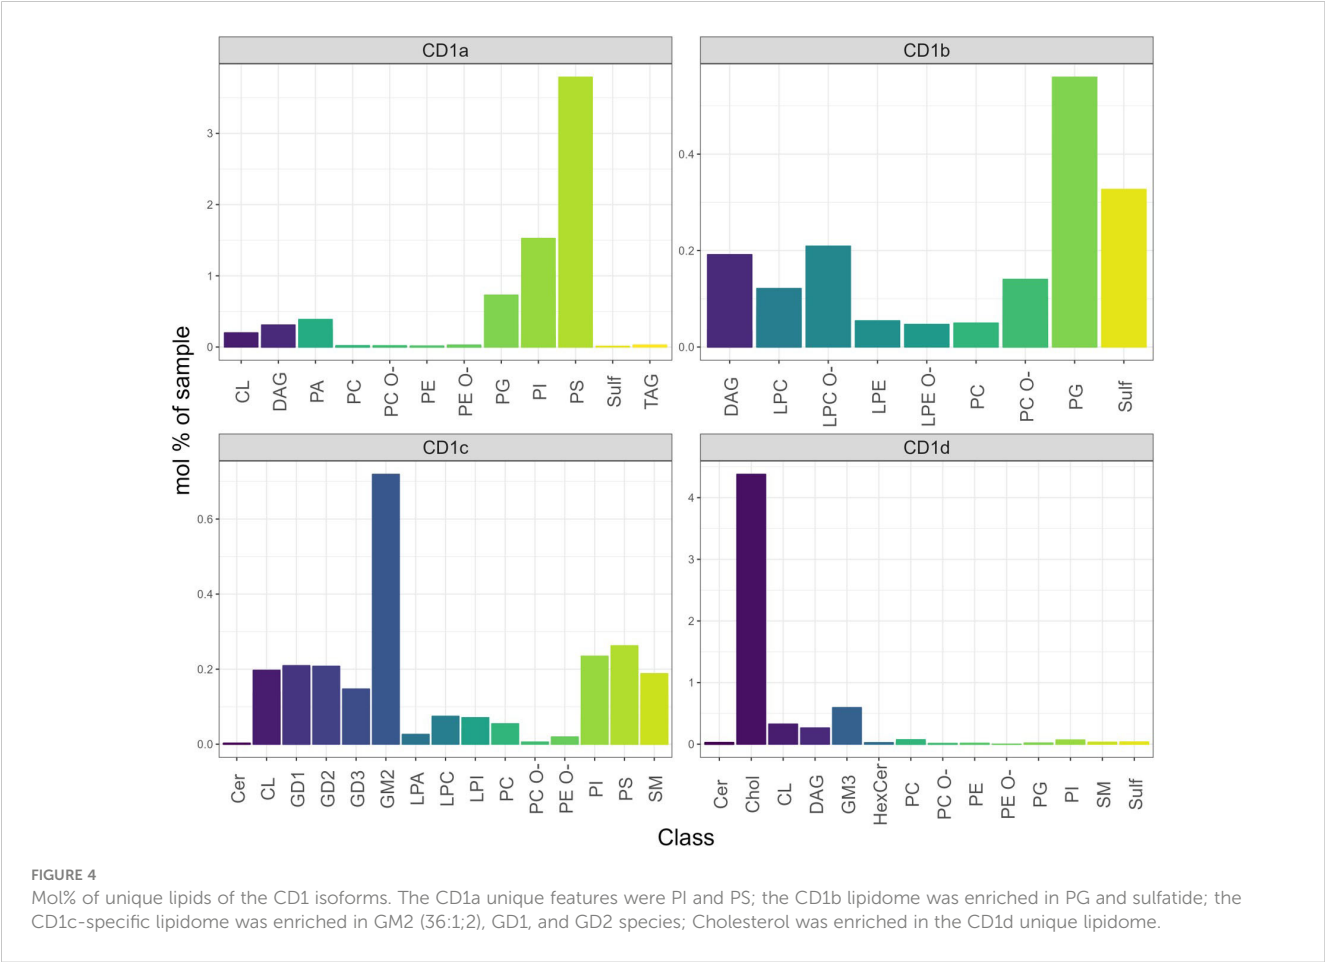 CD1a
CD1b
3
2
1
0
0.4
0.2
0.0
CL DAG PA PC PC O- PE PE O- PG PI PS Sulf TAG
DAG LPC LPC O- LPE LPE O- PC PC O- PG Sulf
mol % of sample
CD1c
CD1d
0.6
0.4
0.2
0.0
4
3
2
1
0
Cer CL GD1 GD2 GD3 GM2 LPA LPC LPI PC PC O- PE O- PI PS SM
Cer Chol CL DAG GM3 HexCer PC PC O- PE PE O- PG PI SM Sulf
Class
FIGURE 4
Mol% of unique lipids of the CD1 isoforms. The CD1a unique features were PI and PS; the CD1b lipidome was enriched in PG and sulfatide; the
CD1c-specific lipidome was enriched in GM2 (36:1;2), GD1, and GD2 species; Cholesterol was enriched in the CD1d unique lipidome.